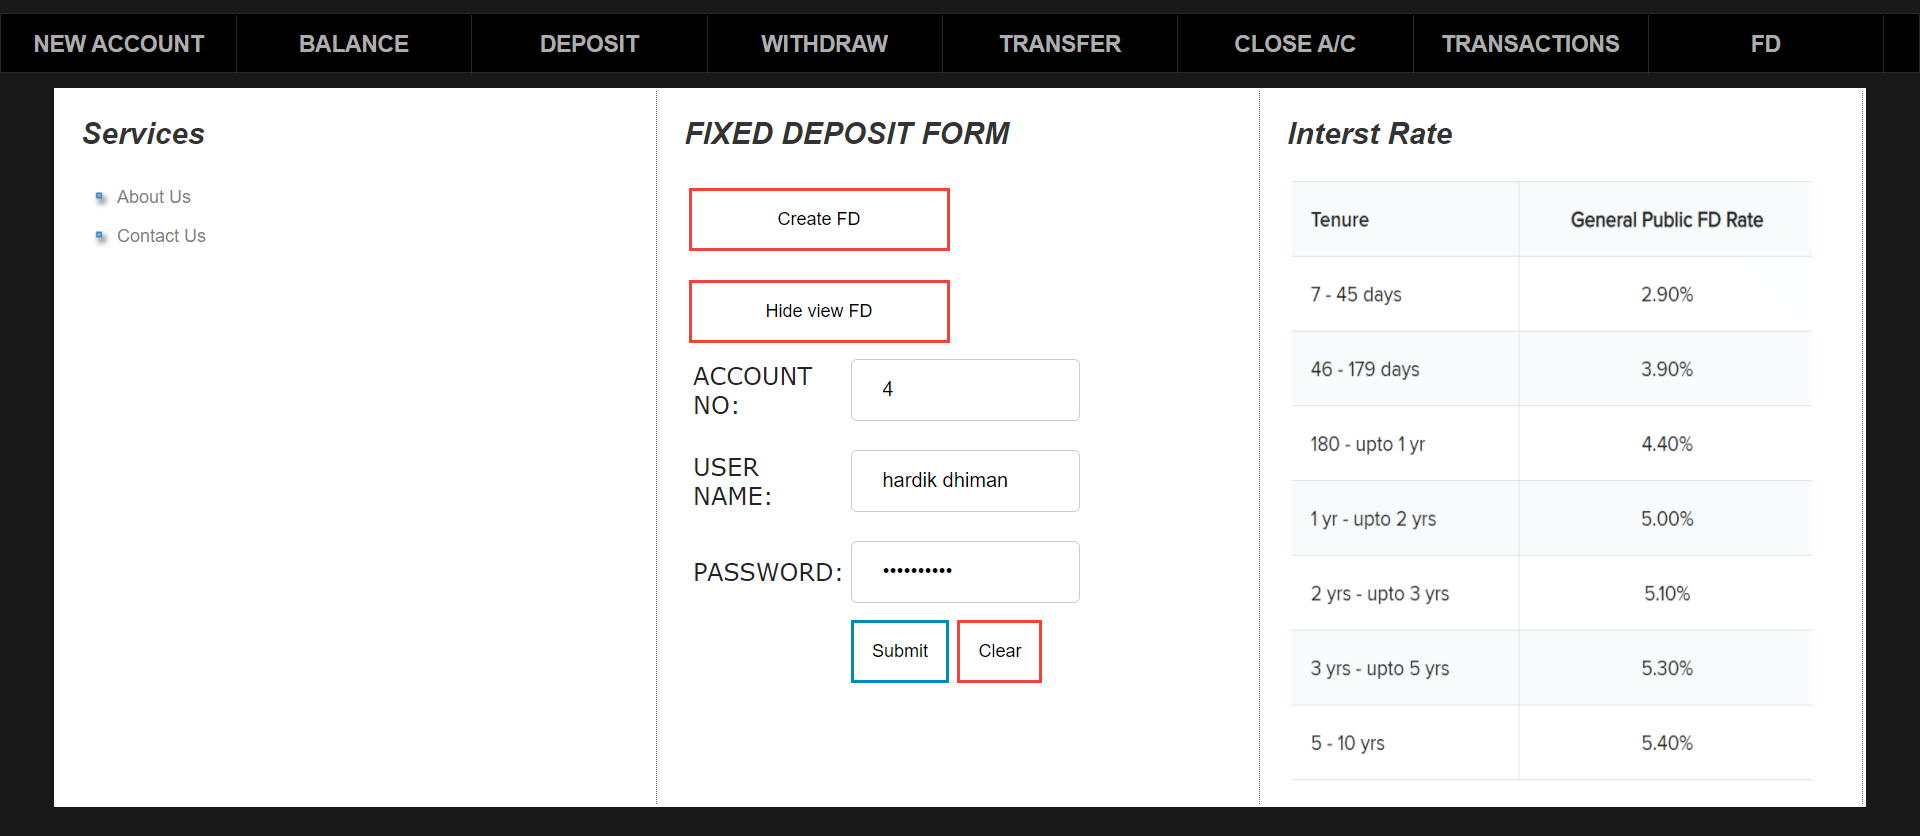 NEW ACCOUNT BALANCE DEPOSIT WITHDRAW TRANSFER CLOSE A/C TRANSACTIONS FD
Services
About Us
Contact Us
FIXED DEPOSIT FORM
Create FD
Hide view FD
ACCOUNT
NO:
4
USER
NAME:
hardik dhiman
PASSWORD:
••••••••••
Submit Clear
Interst Rate
Tenure General Public FD Rate
7 - 45 days 2.90%
46 - 179 days 3.90%
180 - upto 1 yr 4.40%
1 yr - upto 2 yrs 5.00%
2 yrs - upto 3 yrs 5.10%
3 yrs - upto 5 yrs 5.30%
5 - 10 yrs 5.40%